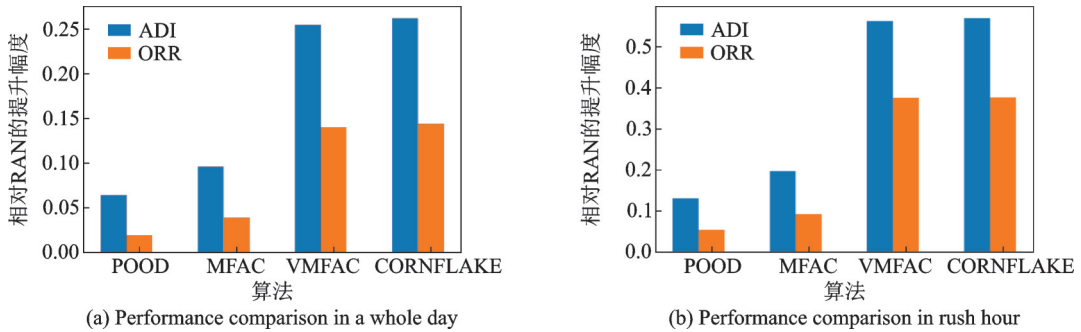 相对RAN的提升幅度
0.25
0.20
0.15
0.10
0.05
0.00
ADI
ORR
POOD MFAC VMFAC CORNFLAKE
算法
(a) Performance comparison in a whole day
相对RAN的提升幅度
0.5
0.4
0.3
0.2
0.1
0.0
ADI
ORR
POOD MFAC VMFAC CORNFLAKE
算法
(b) Performance comparison in rush hour